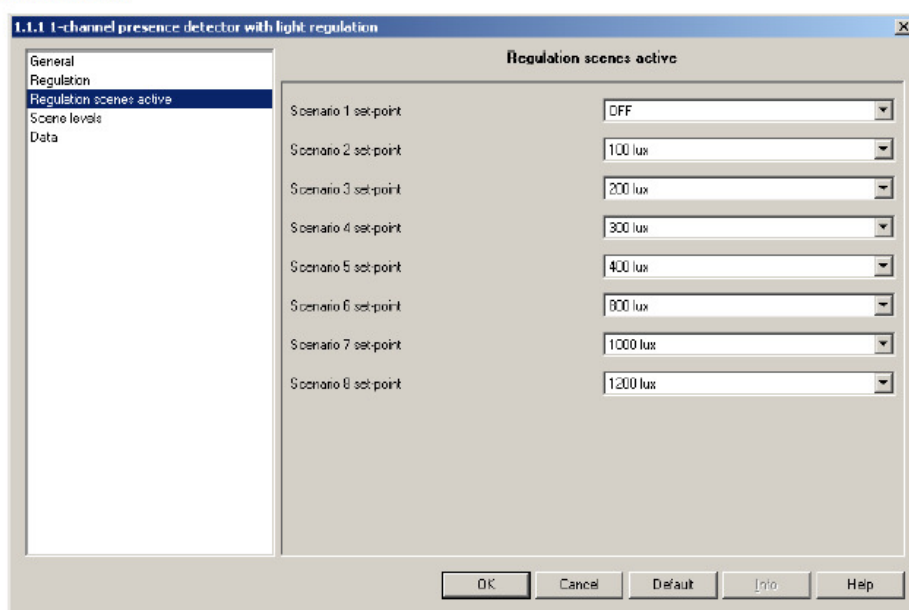 1.1.1 1-channel presence detector with light regulation
General
Regulation
Regulation scenes active
Scene levels
Data
Regulation scenes active
Scenario 1 set-point OFF
Scenario 2 set-point 100 lux
Scenario 3 set-point 200 lux
Scenario 4 set-point 300 lux
Scenario 5 set-point 400 lux
Scenario 6 set-point 800 lux
Scenario 7 set-point 1000 lux
Scenario 8 set-point 1200 lux
OK Cancel Default Info Help